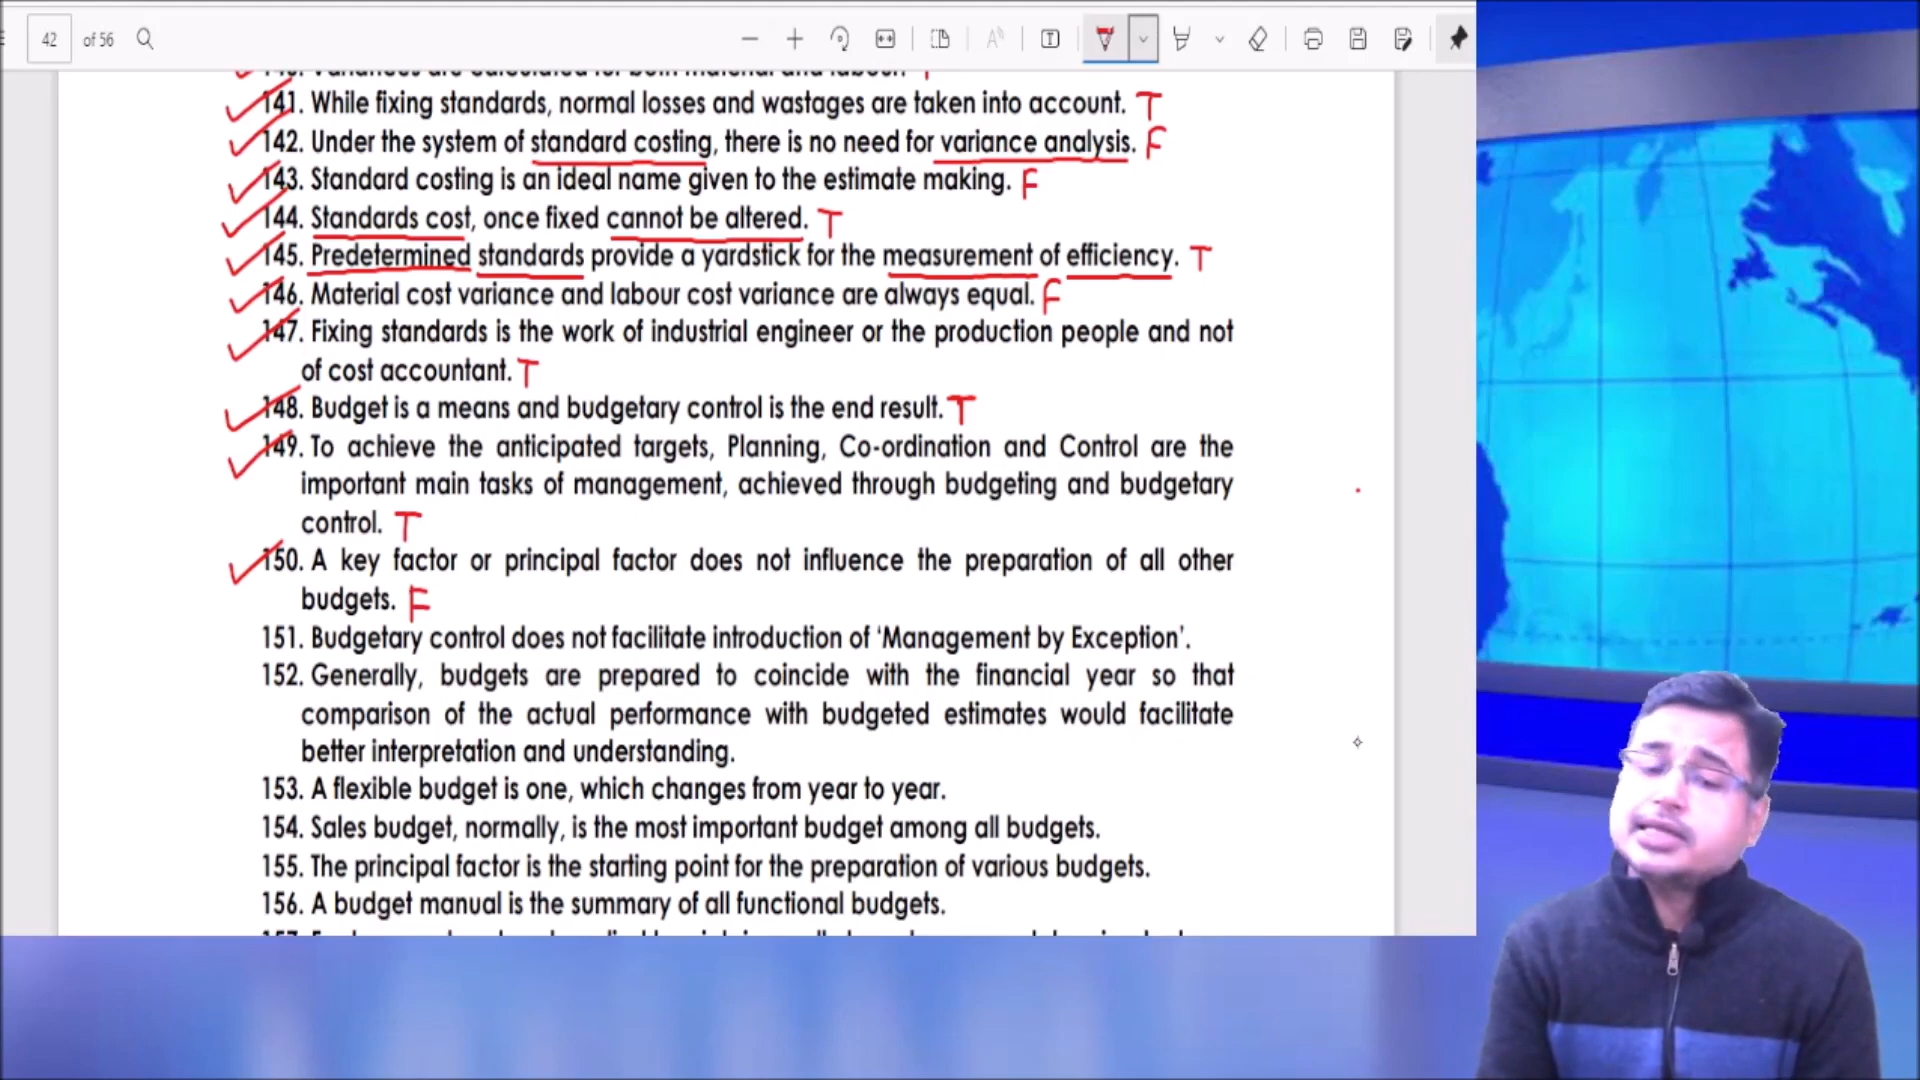 42 of 56
140. Variances are calculated for both material and labour. T
141. While fixing standards, normal losses and wastages are taken into account. T
142. Under the system of standard costing, there is no need for variance analysis. F
143. Standard costing is an ideal name given to the estimate making. F
144. Standards cost, once fixed cannot be altered. T
145. Predetermined standards provide a yardstick for the measurement of efficiency. T
146. Material cost variance and labour cost variance are always equal. F
147. Fixing standards is the work of industrial engineer or the production people and not
of cost accountant. T
148. Budget is a means and budgetary control is the end result. T
149. To achieve the anticipated targets, Planning, Co-ordination and Control are the
important main tasks of management, achieved through budgeting and budgetary
control. T
150. A key factor or principal factor does not influence the preparation of all other
budgets. F
151. Budgetary control does not facilitate introduction of ‘Management by Exception’.
152. Generally, budgets are prepared to coincide with the financial year so that
comparison of the actual performance with budgeted estimates would facilitate
better interpretation and understanding.
153. A flexible budget is one, which changes from year to year.
154. Sales budget, normally, is the most important budget among all budgets.
155. The principal factor is the starting point for the preparation of various budgets.
156. A budget manual is the summary of all functional budgets.